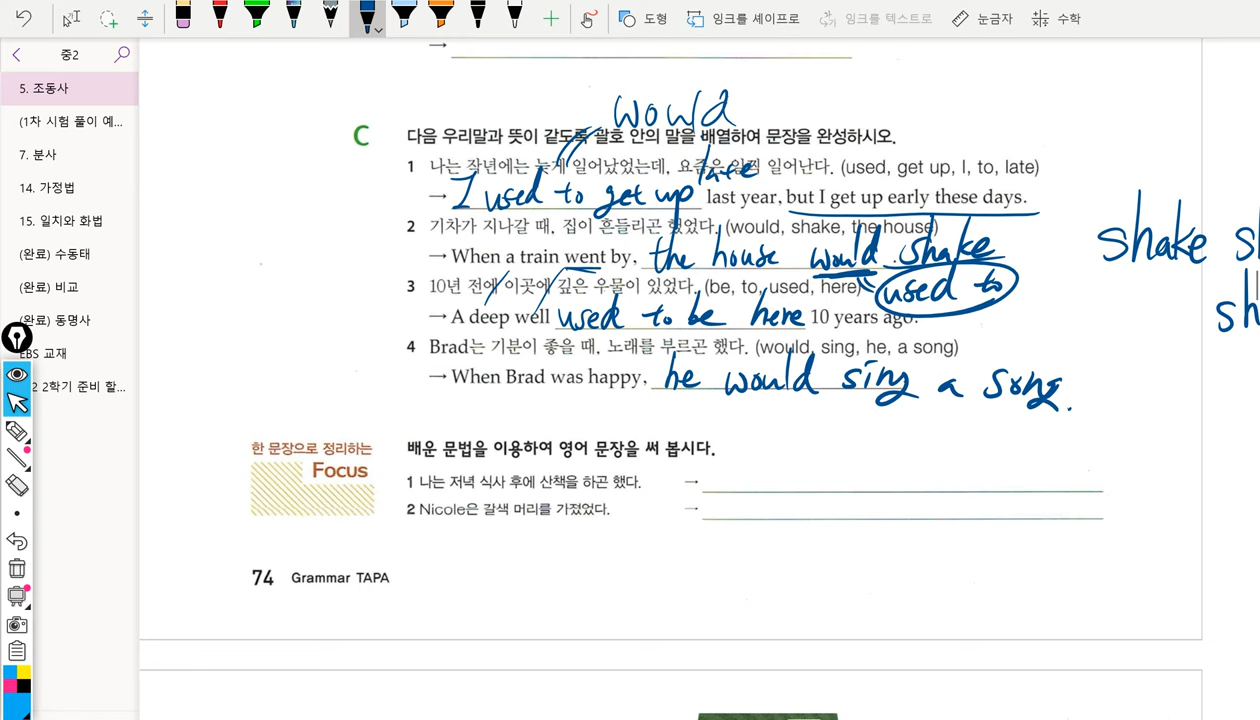 도형
잉크를 셰이프로
잉크를 텍스트로
눈금자
수학
중2
5. 조동사
(1차 시험 풀이 예...
7. 분사
14. 가정법
15. 일치와 화법
(완료) 수동태
(완료) 비교
(완료) 동명사
EBS 교재
2 2학기 준비 할...
→
would
C 다음 우리말과 뜻이 같도록 괄호 안의 말을 배열하여 문장을 완성하시오.
1 나는 작년에는 늦게 일어났었는데, 요즘은 일찍 일어난다. (used, get up, I, to, late)
→ I used to get up late last year, but I get up early these days.
2 기차가 지나갈 때, 집이 흔들리곤 했었다. (would, shake, the house)
→ When a train went by, the house would shake.
used to
shake
sh
3 10년 전에 이곳에 깊은 우물이 있었다. (be, to, used, here)
→ A deep well used to be here 10 years ago.
4 Brad는 기분이 좋을 때, 노래를 부르곤 했다. (would, sing, he, a song)
→ When Brad was happy, he would sing a song.
한 문장으로 정리하는
Focus
배운 문법을 이용하여 영어 문장을 써 봅시다.
1 나는 저녁 식사 후에 산책을 하곤 했다. →
2 Nicole은 갈색 머리를 가졌었다. →
74 Grammar TAPA